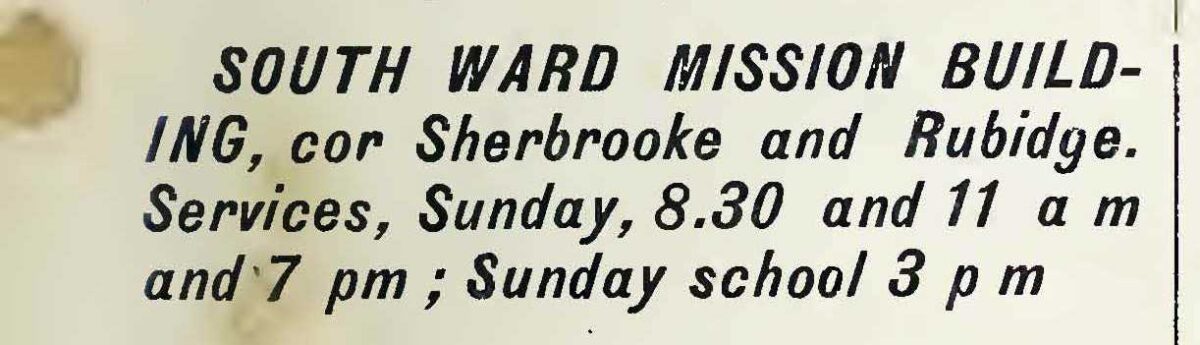 SOUTH WARD MISSION BUILD-
ING, cor Sherbrooke and Rubidge.
Services, Sunday, 8.30 and 11 a m
and 7 pm ; Sunday school 3 p m